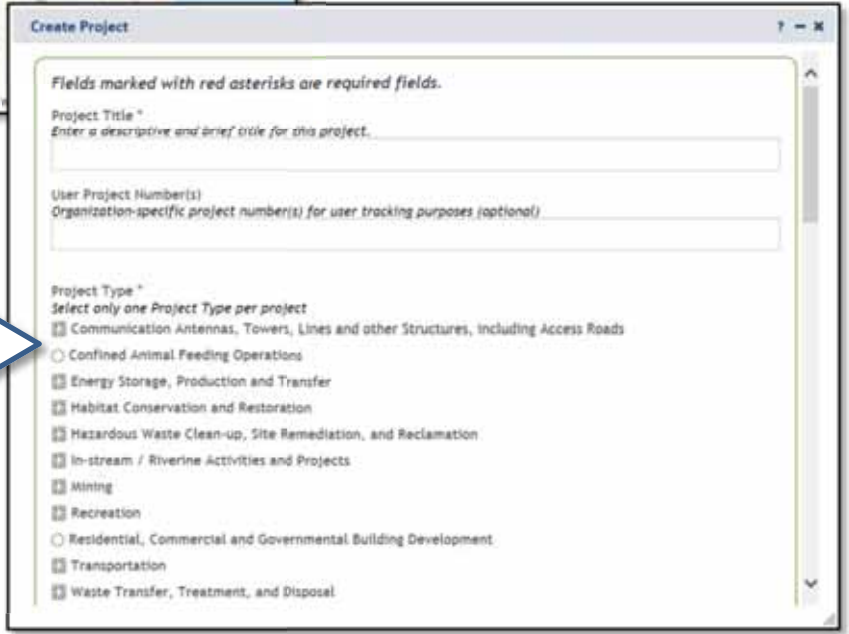 Create Project
? – ×
Fields marked with red asterisks are required fields.
Project Title *
Enter a descriptive and brief title for this project.
User Project Number(s)
Organization-specific project number(s) for user tracking purposes (optional)
Project Type *
Select only one Project Type per project
Communication Antennas, Towers, Lines and other Structures, including Access Roads
Confined Animal Feeding Operations
Energy Storage, Production and Transfer
Habitat Conservation and Restoration
Hazardous Waste Clean-up, Site Remediation, and Reclamation
In-stream / Riverine Activities and Projects
Mining
Recreation
Residential, Commercial and Governmental Building Development
Transportation
Waste Transfer, Treatment, and Disposal